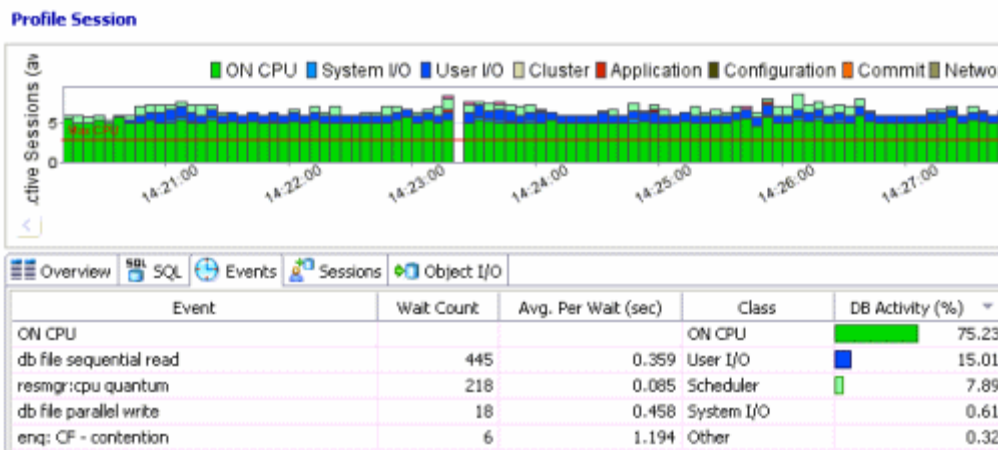 Profile Session
ctive Sessions (av
ON CPU System I/O User I/O Cluster Application Configuration Commit Netwo
5
Max CPU
0
14:21:00 14:22:00 14:23:00 14:24:00 14:25:00 14:26:00 14:27:00
Overview SQL SQL Events Sessions Object I/O
Event Wait Count Avg. Per Wait (sec) Class DB Activity (%)
ON CPU ON CPU 75.23
db file sequential read 445 0.359 User I/O 15.01
resmgr:cpu quantum 218 0.085 Scheduler 7.89
db file parallel write 18 0.458 System I/O 0.61
enq: CF - contention 6 1.194 Other 0.32